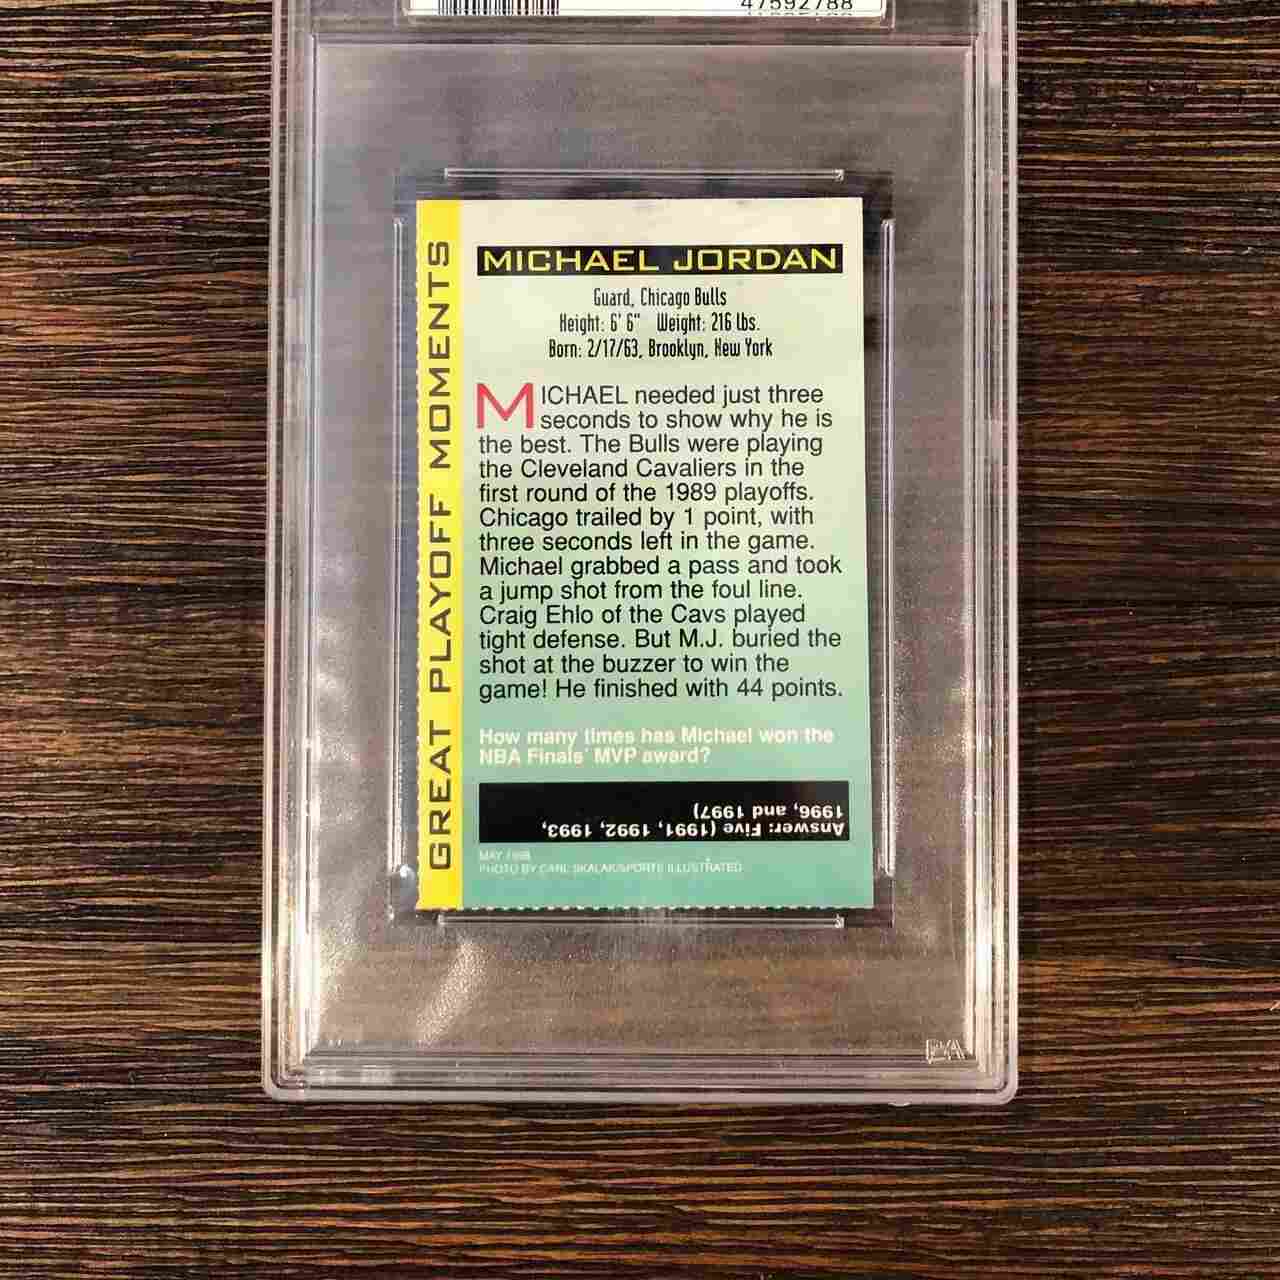 47592788
GREAT PLAYOFF MOMENTS
MICHAEL JORDAN
Guard, Chicago Bulls
Height: 6' 6" Weight: 216 lbs.
Born: 2/17/63, Brooklyn, New York
MICHAEL needed just three
seconds to show why he is
the best. The Bulls were playing
the Cleveland Cavaliers in the
first round of the 1989 playoffs.
Chicago trailed by 1 point, with
three seconds left in the game.
Michael grabbed a pass and took
a jump shot from the foul line.
Craig Ehlo of the Cavs played
tight defense. But M.J. buried the
shot at the buzzer to win the
game! He finished with 44 points.
How many times has Michael won the
NBA Finals' MVP award?
Answer: Five (1991, 1992, 1993,
1996, and 1997)
MAY 1998
PHOTO BY CARL SKALAK/SPORTS ILLUSTRATED
PSA